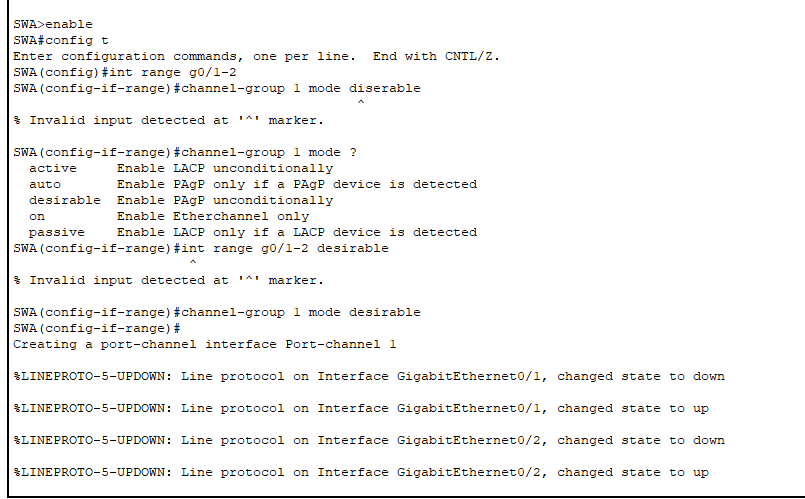 SWA>enable
SWA#config t
Enter configuration commands, one per line.  End with CNTL/Z.
SWA(config)#int range g0/1-2
SWA(config-if-range)#channel-group 1 mode diserable
                                            ^
% Invalid input detected at '^' marker.

SWA(config-if-range)#channel-group 1 mode ?
  active     Enable LACP unconditionally
  auto       Enable PAgP only if a PAgP device is detected
  desirable  Enable PAgP unconditionally
  on         Enable Etherchannel only
  passive    Enable LACP only if a LACP device is detected
SWA(config-if-range)#int range g0/1-2 desirable
                       ^
% Invalid input detected at '^' marker.

SWA(config-if-range)#channel-group 1 mode desirable
SWA(config-if-range)#
Creating a port-channel interface Port-channel 1

%LINEPROTO-5-UPDOWN: Line protocol on Interface GigabitEthernet0/1, changed state to down

%LINEPROTO-5-UPDOWN: Line protocol on Interface GigabitEthernet0/1, changed state to up

%LINEPROTO-5-UPDOWN: Line protocol on Interface GigabitEthernet0/2, changed state to down

%LINEPROTO-5-UPDOWN: Line protocol on Interface GigabitEthernet0/2, changed state to up